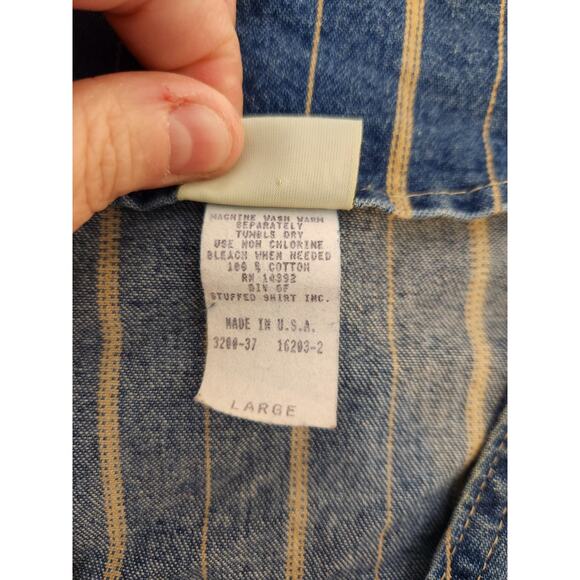 MACHINE WASH WARM
SEPARATELY
TUMBLE DRY
USE NON CHLORINE
BLEACH WHEN NEEDED
100 % COTTON
RN 14392
DIV OF
STUFFED SHIRT INC.
MADE IN U.S.A.
3200-37 16203-2
LARGE